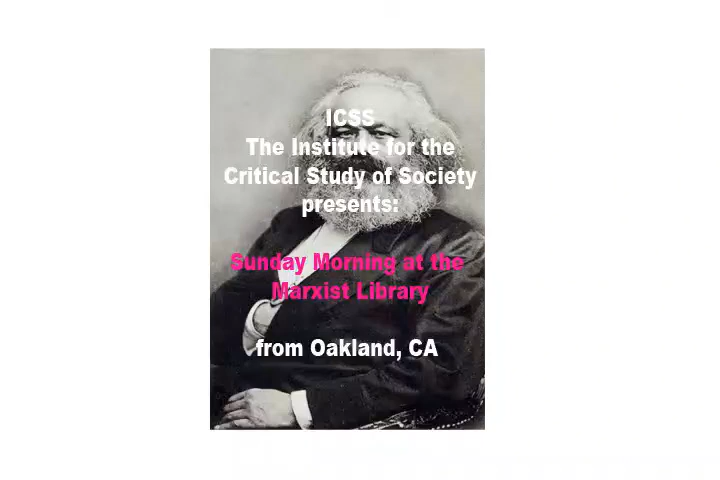 ICSS
The Institute for the
Critical Study of Society
presents:
Sunday Morning at the
Marxist Library
from Oakland, CA